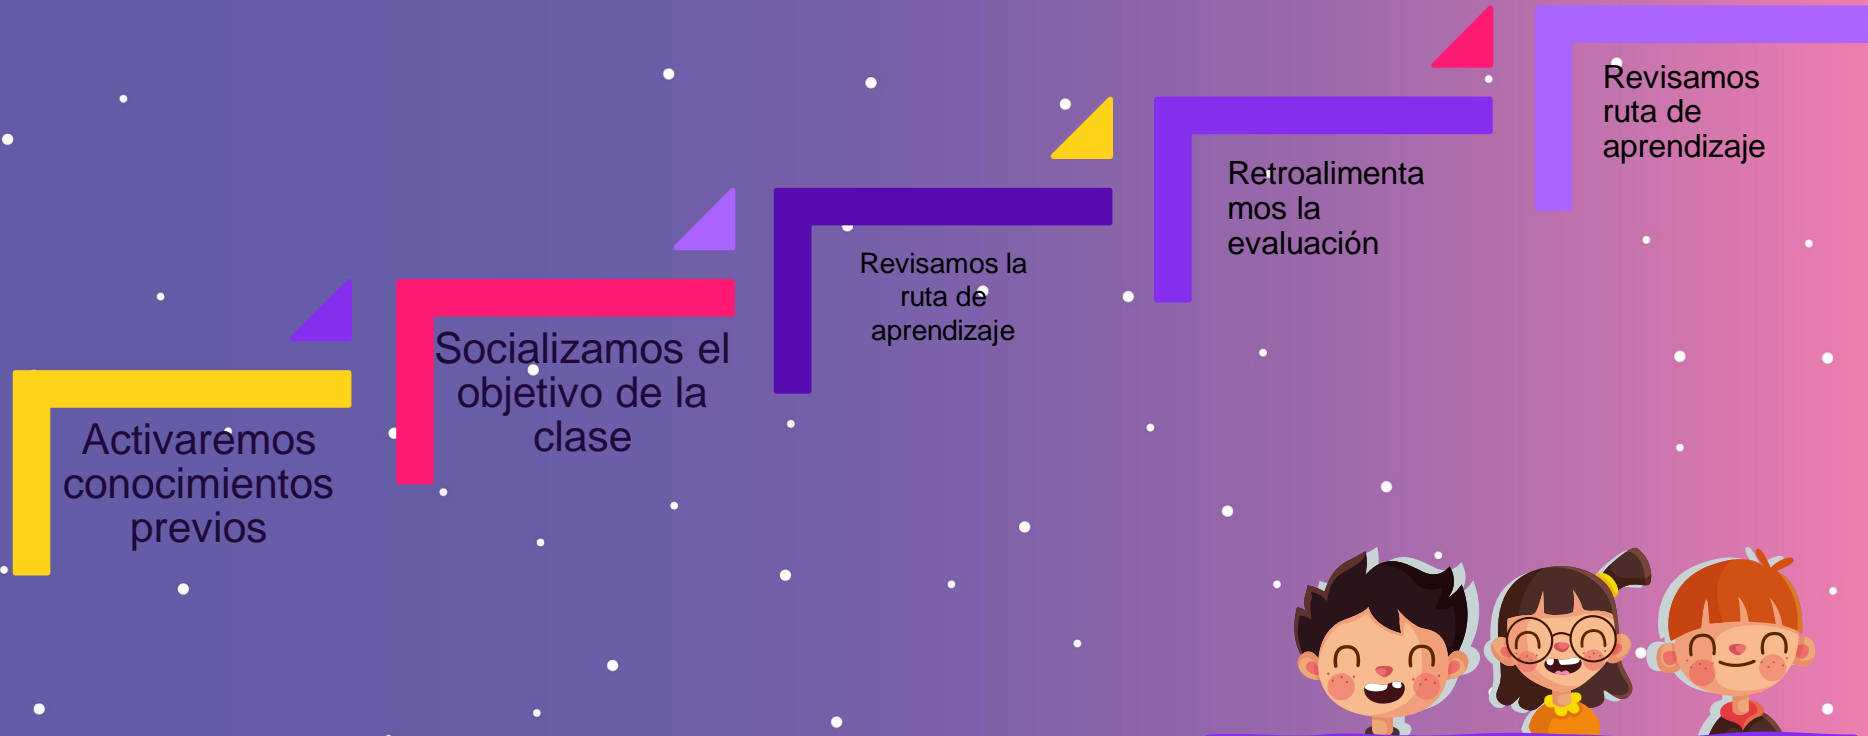 Activaremos
conocimientos
previos
Socializamos el
objetivo de la
clase
Revisamos la
ruta de
aprendizaje
Retroalimenta
mos la
evaluación
Revisamos
ruta de
aprendizaje